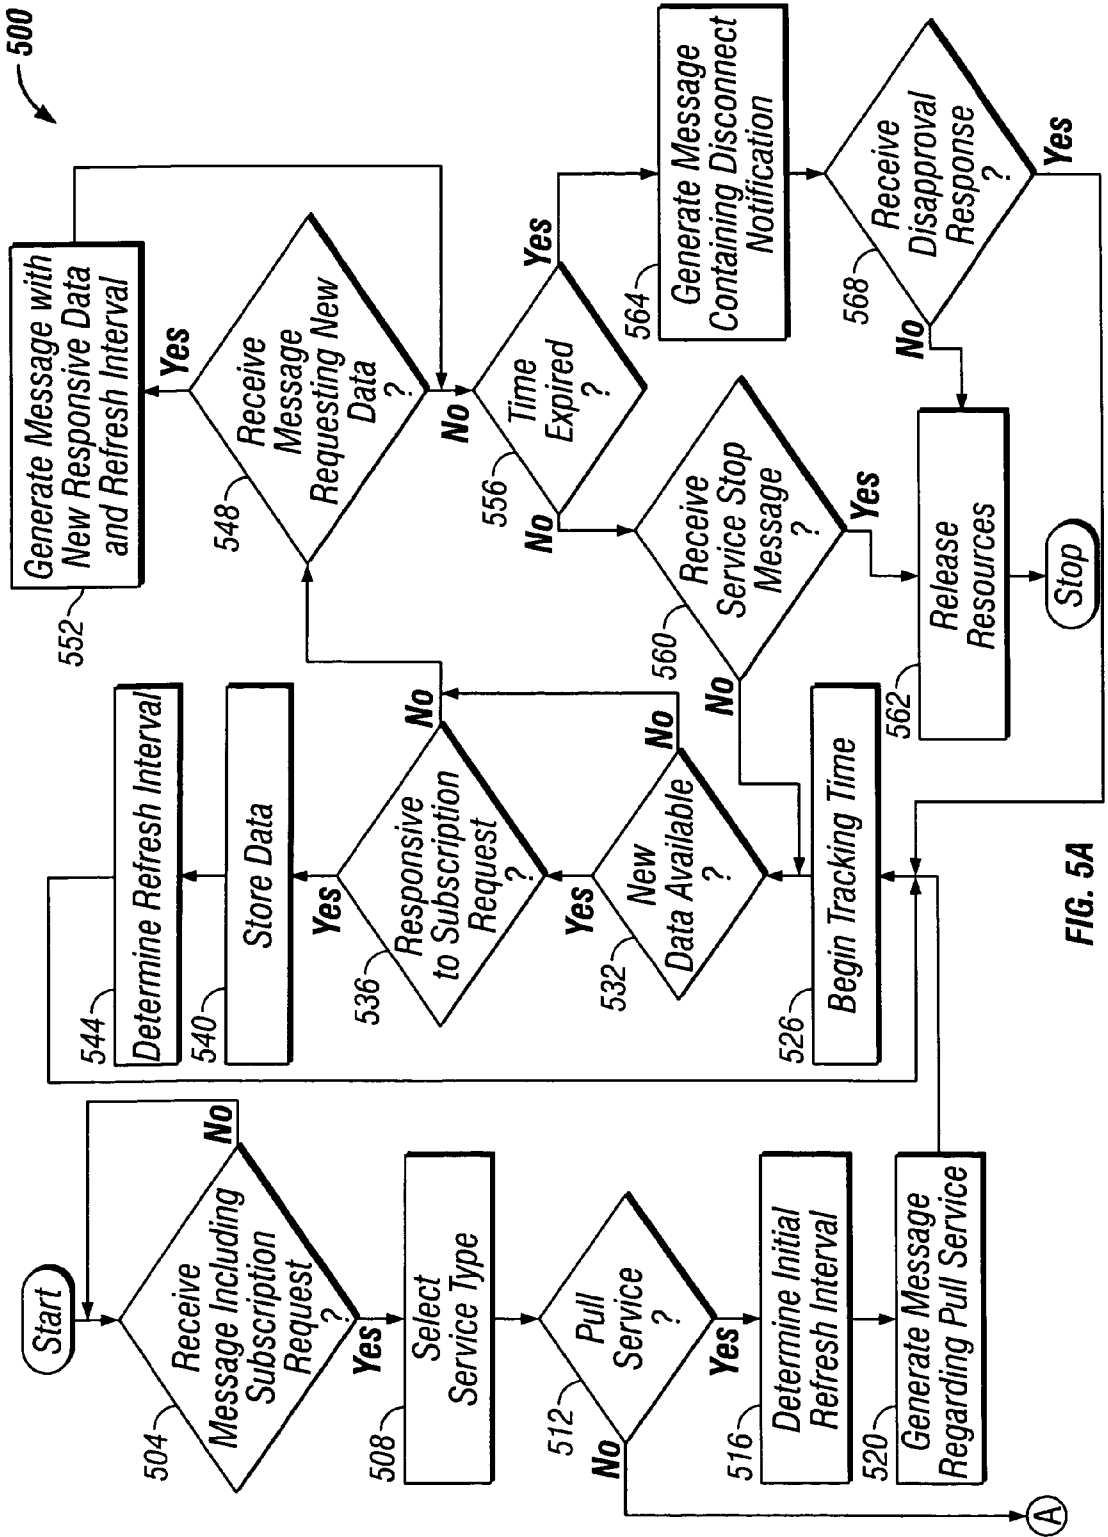 500
Start
504
Receive
Message Including
Subscription
Request
?
No
Yes
508
Select
Service Type
512
Pull
Service
?
No
Yes
A
516
Determine Initial
Refresh Interval
520
Generate Message
Regarding Pull Service
544
Determine Refresh Interval
540
Store Data
Yes
536
Responsive
to Subscription
Request
?
No
Yes
532
New
Data Available
?
No
526
Begin Tracking Time
552
Generate Message with
New Responsive Data
and Refresh Interval
Yes
548
Receive
Message
Requesting New
Data
?
No
556
Time
Expired
?
Yes
No
560
Receive
Service Stop
Message
?
No
Yes
562
Release
Resources
Stop
564
Generate Message
Containing Disconnect
Notification
568
Receive
Disapproval
Response
?
No
Yes
FIG. 5A